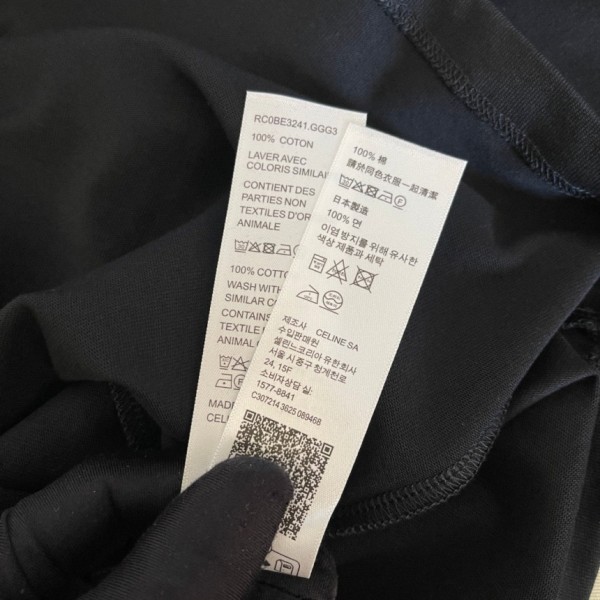 RC0BE3241.GGG3
100% COTON
LAVER AVEC
COLORIS SIMILAI
CONTIENT DES
PARTIES NON
TEXTILES D'OR
ANIMALE
100% COTTO
WASH WITH
SIMILAR C
CONTAINS
TEXTILE
ANIMAL
MADE
CEL
100% 棉
請於同色衣服一起清潔
日本製造
100% 면
이염 방지를 위해 유사한
색상 제품과 세탁
제조사 CELINE SA
수입판매원
셀린느코리아 유한회사
서울 시 중구 청계천로
24, 15F
소비자상담 실:
1577-8841
C307214 3625 089468